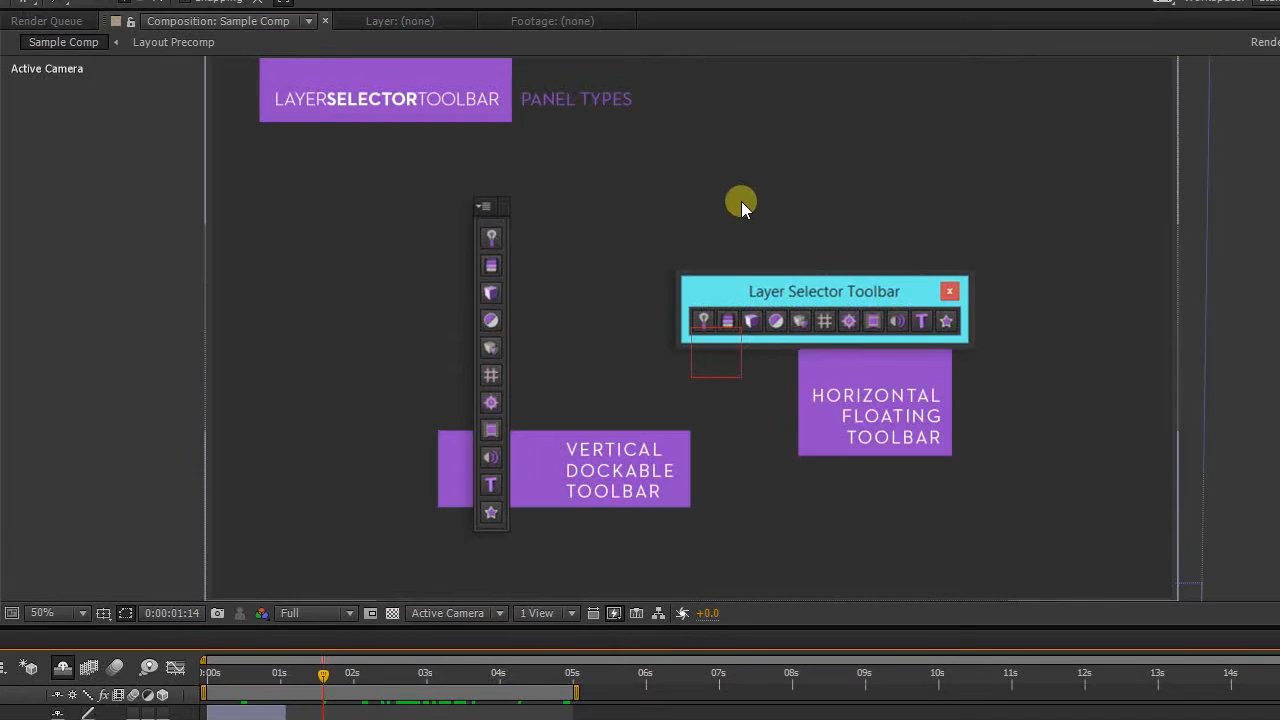 Render Queue
Composition: Sample Comp
Layer: (none)
Footage: (none)
Sample Comp
Layout Precomp
Active Camera
LAYERSELECTORTOOLBAR
PANEL TYPES
Layer Selector Toolbar
x
T
HORIZONTAL
FLOATING
TOOLBAR
VERTICAL
DOCKABLE
TOOLBAR
T
50%
0:00:01:14
Full
Active Camera
1 View
+0.0
:00s
01s
02s
03s
04s
05s
06s
07s
08s
09s
10s
11s
12s
13s
14s
fx